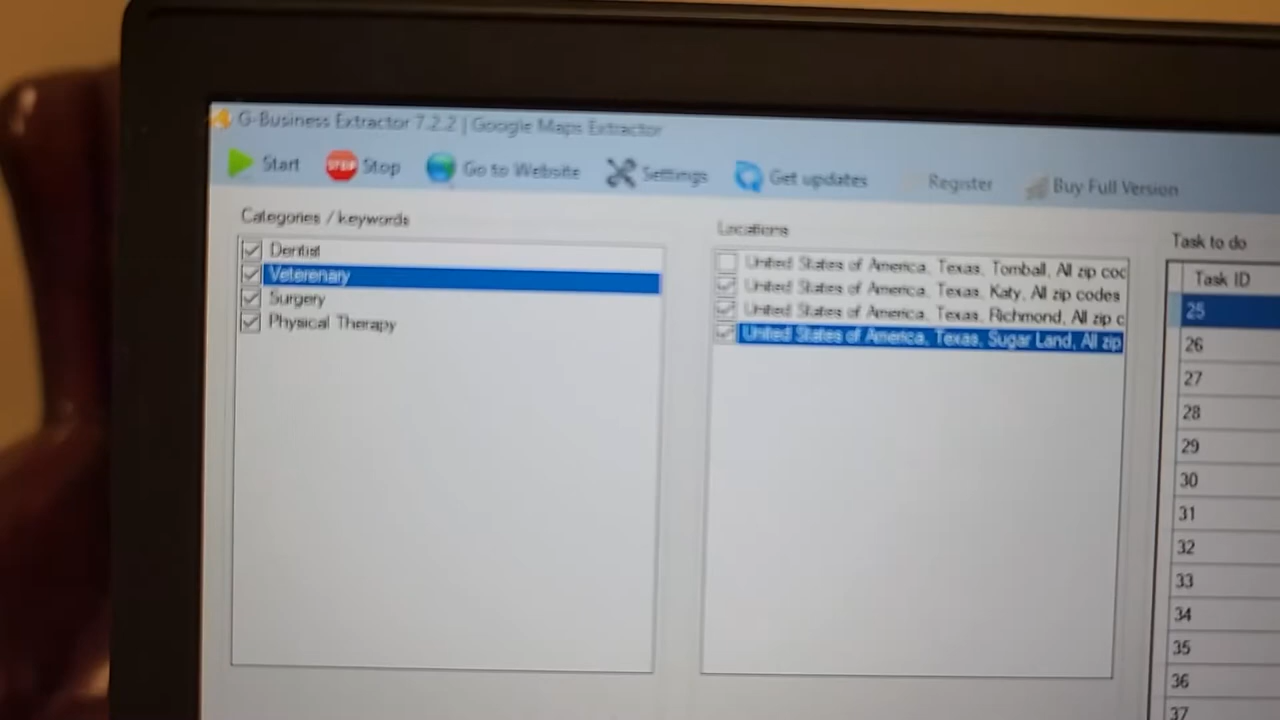 G-Business Extractor 7.2.2 | Google Maps Extractor
Start STOP Stop Go to Website Settings Get updates Register Buy Full Version
Categories / keywords
Dentist
Veterenary
Surgery
Physical Therapy
Locations
United States of America, Texas, Tomball, All zip coc
United States of America, Texas, Katy, All zip codes
United States of America, Texas, Richmond, All zip c
United States of America, Texas, Sugar Land, All zip
Task to do
Task ID
25
26
27
28
29
30
31
32
33
34
35
36
37